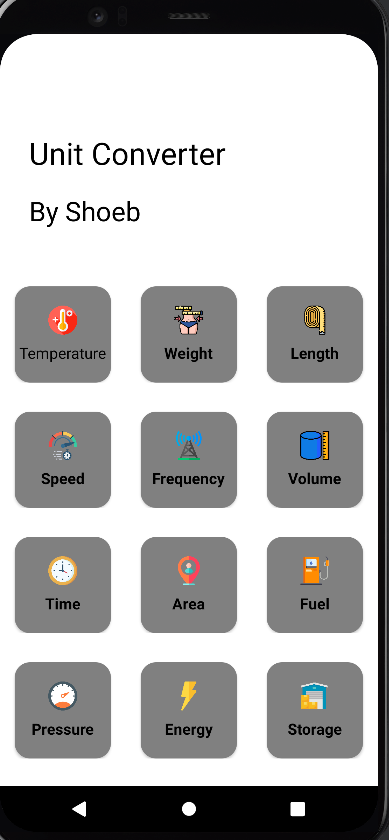 Unit Converter
By Shoeb
Temperature
Weight
Length
Speed
Frequency
Volume
Time
Area
Fuel
Pressure
Energy
Storage